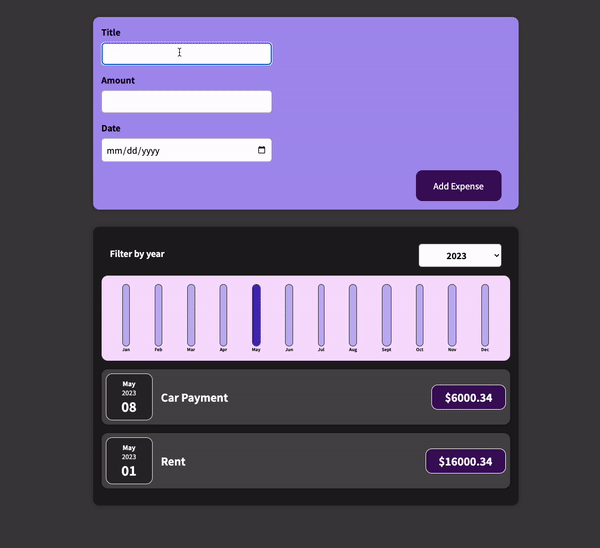 Title
Amount
Date
mm/dd/yyyy
Add Expense
Filter by year
2023
Jan Feb Mar Apr May Jun Jul Aug Sept Oct Nov Dec
May
2023
08
Car Payment
$6000.34
May
2023
01
Rent
$16000.34